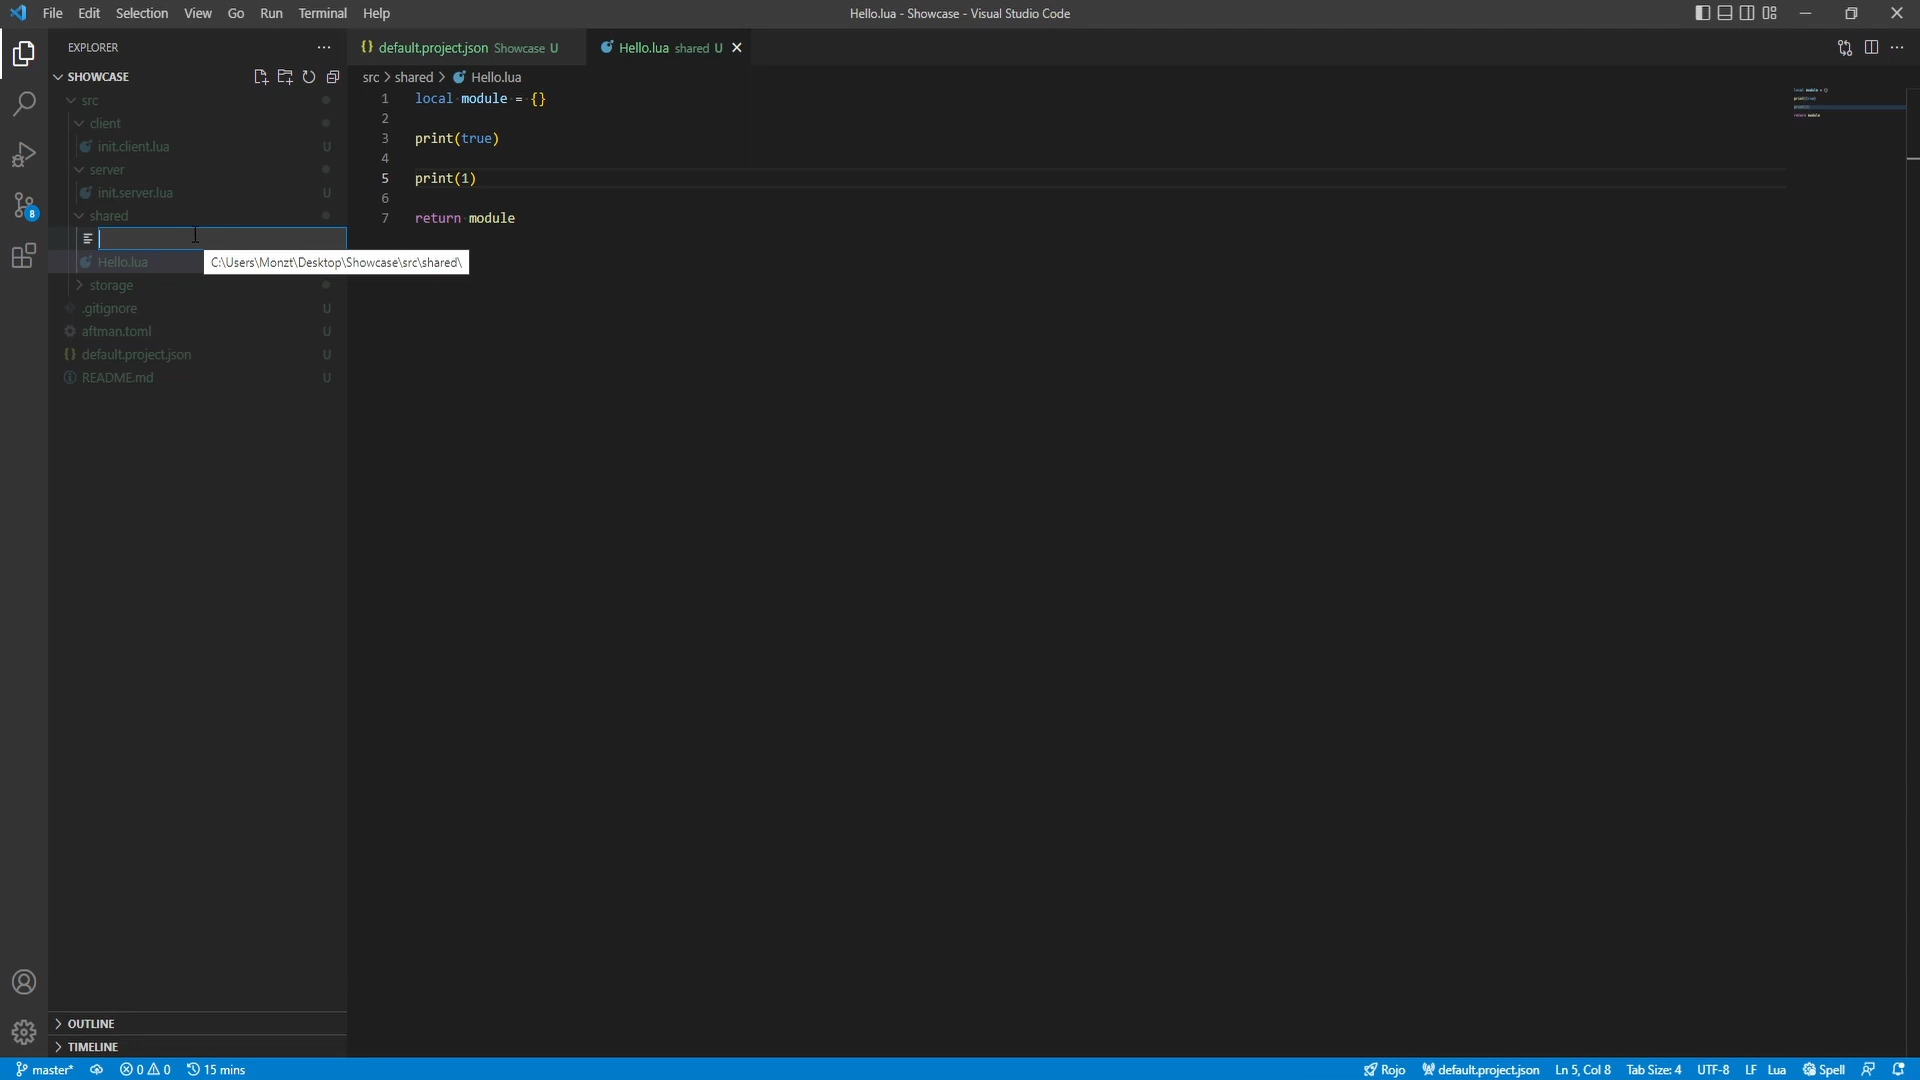 File Edit Selection View Go Run Terminal Help
Hello.lua - Showcase - Visual Studio Code
EXPLORER
SHOWCASE
src
client
init.client.lua U
server
init.server.lua U
shared
Hello.lua
C:\Users\Monzt\Desktop\Showcase\src\shared\
storage
.gitignore U
aftman.toml U
default.project.json U
README.md U
OUTLINE
TIMELINE
8
default.project.json Showcase U
Hello.lua shared U
src > shared > Hello.lua
1 local module = {}
2
3 print(true)
4
5 print(1)
6
7 return module
master* 0 0 15 mins
Rojo default.project.json Ln 5, Col 8 Tab Size: 4 UTF-8 LF Lua Spell